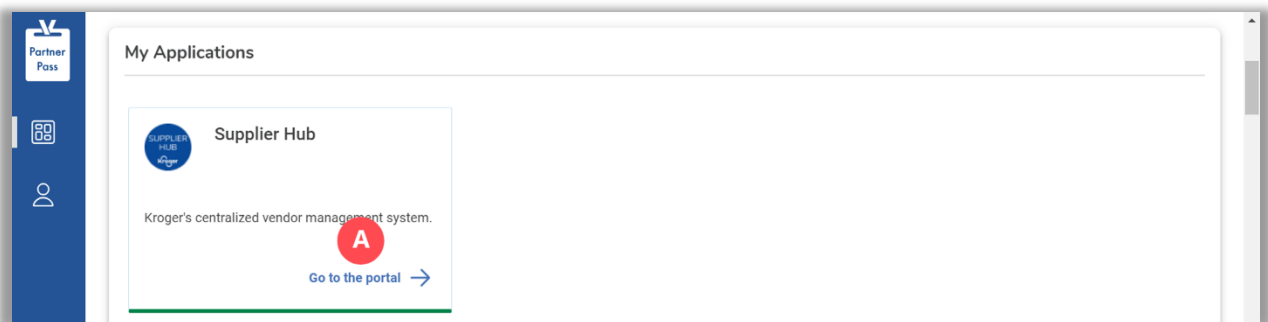 Partner
Pass
My Applications
SUPPLIER
HUB
Kroger
Supplier Hub
Kroger's centralized vendor management system.
A
Go to the portal